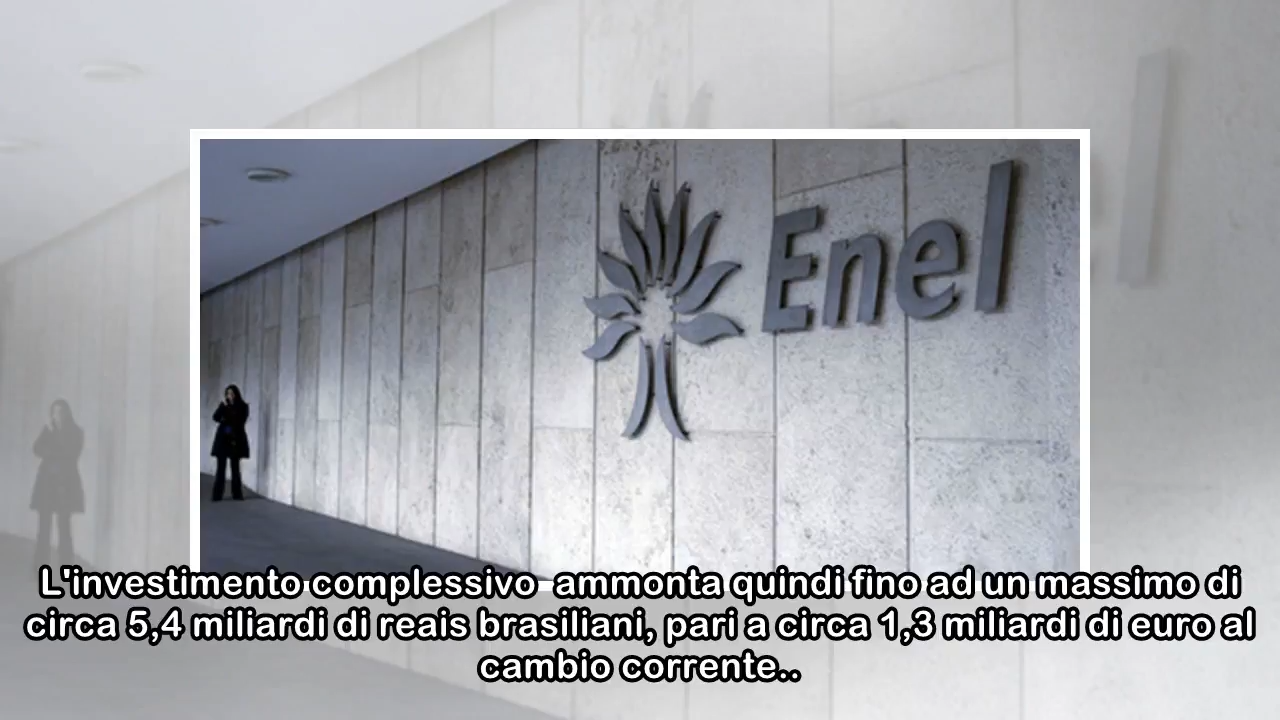 Enel
L'investimento complessivo  ammonta quindi fino ad un massimo di
circa 5,4 miliardi di reais brasiliani, pari a circa 1,3 miliardi di euro al
cambio corrente..